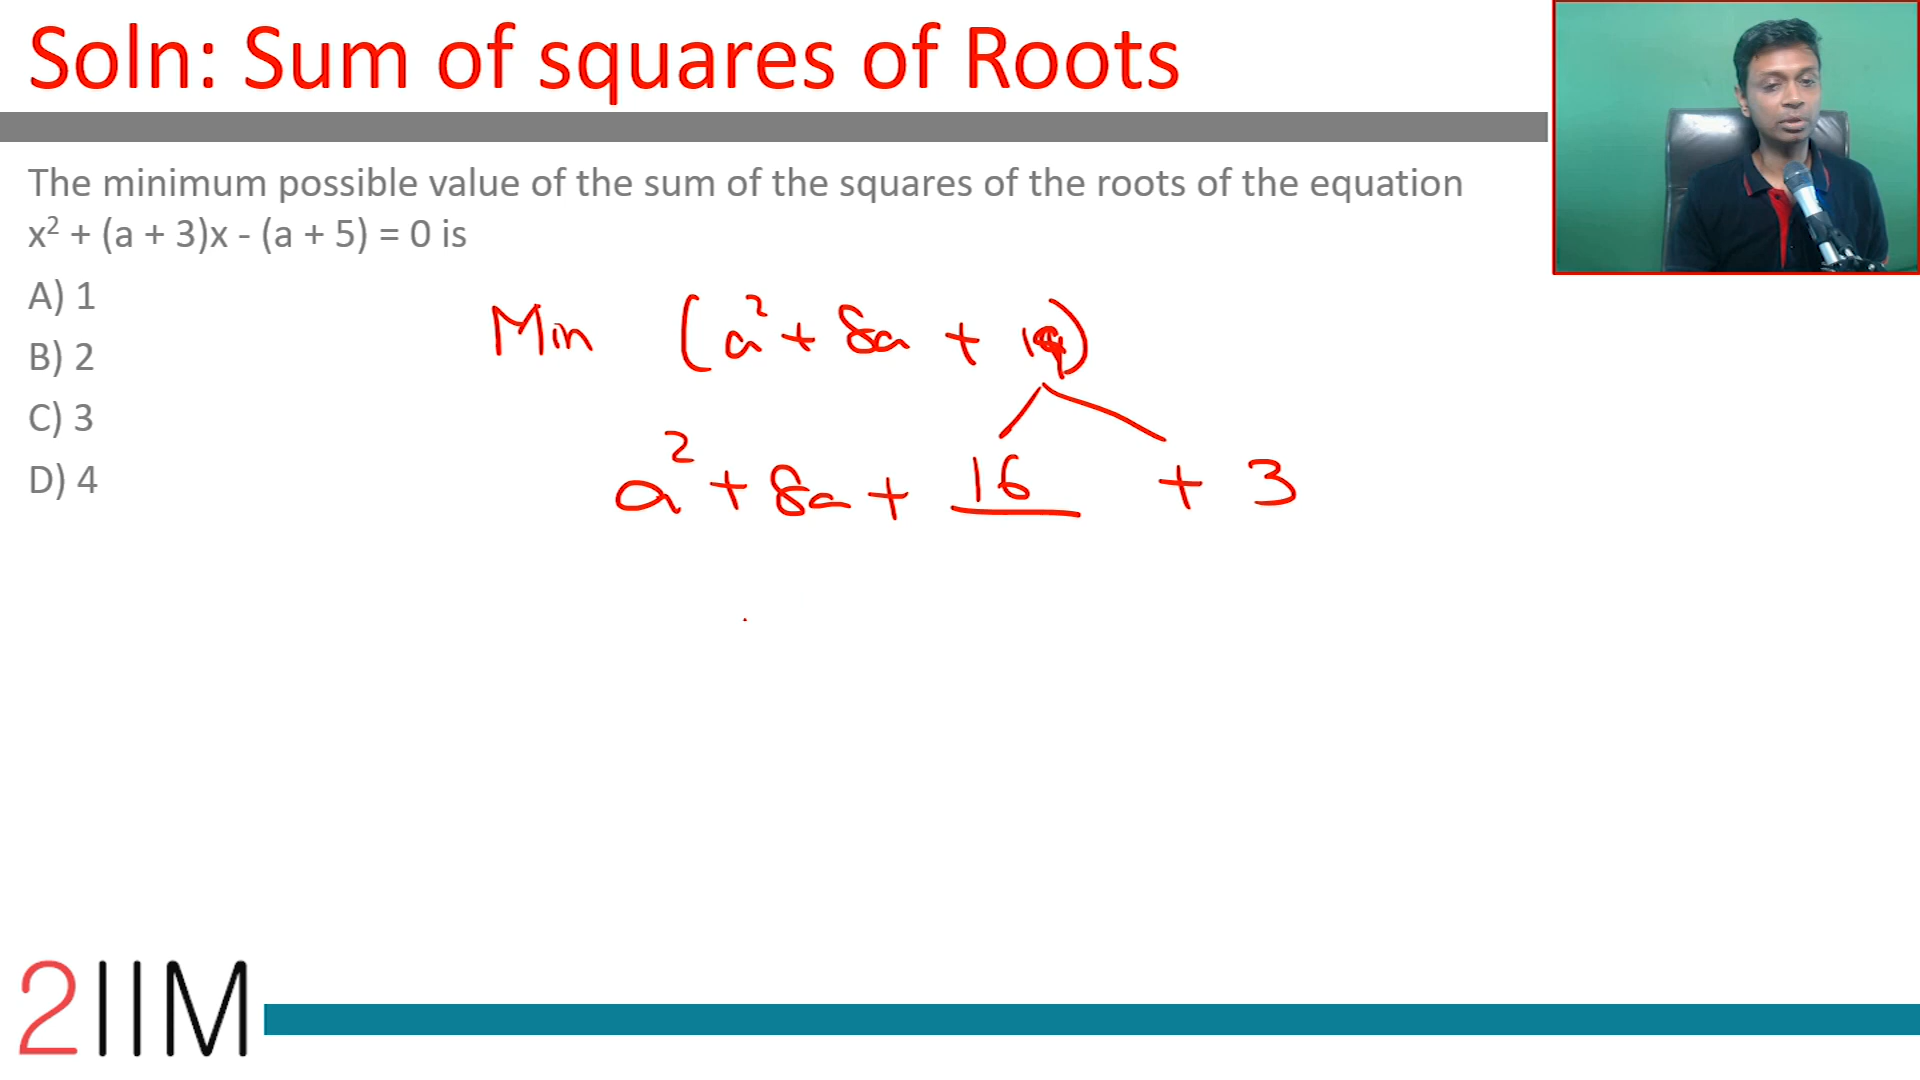 Soln: Sum of squares of Roots
The minimum possible value of the sum of the squares of the roots of the equation
x² + (a + 3)x - (a + 5) = 0 is
A) 1
B) 2
C) 3
D) 4
Min (a² + 8a + 19)
a² + 8a + 16 + 3
2IIM